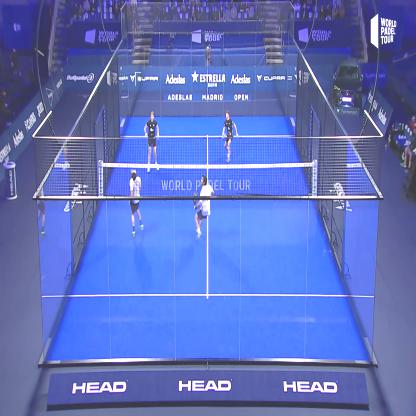 WORLD
PADEL
TOUR
CUPRA
Adeslas
ESTRELLA
Adeslas
CUPRA
ADESLAS MADRID OPEN
WORLD PADEL TOUR
HEAD HEAD HEAD